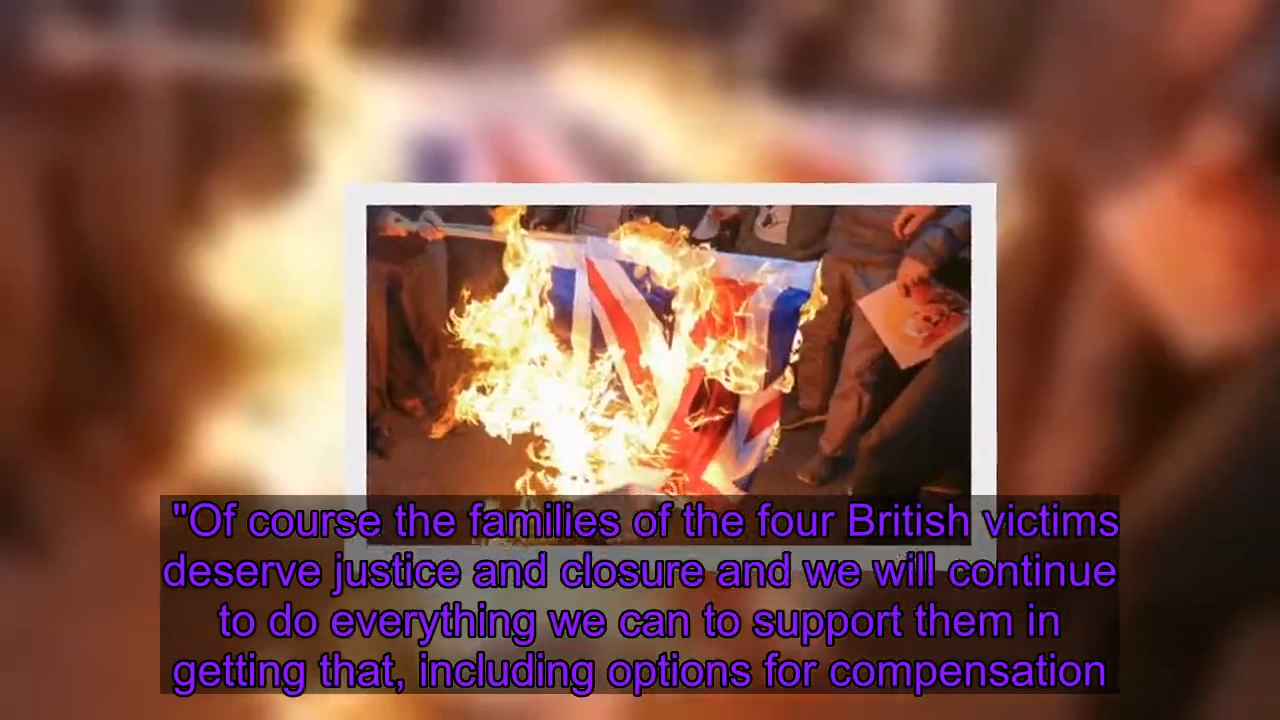 "Of course the families of the four British victims
deserve justice and closure and we will continue
to do everything we can to support them in
getting that, including options for compensation